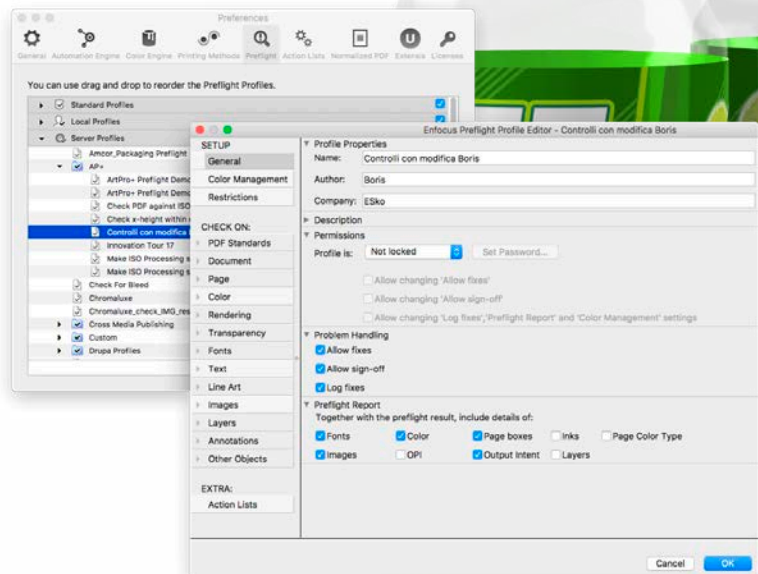 Preferences
General Automation Engine Color Engine Printing Methods Preflight Action Lists Normalized PDF Extensis Licenses
You can use drag and drop to reorder the Preflight Profiles.
Standard Profiles
Local Profiles
Server Profiles
Amcor_Packaging Preflight
AP+
ArtPro+ Preflight Demo
ArtPro+ Preflight Demo
Check PDF against ISO
Check x-height within
Controlli con modifica
Innovation Tour 17
Make ISO Processing s
Make ISO Processing s
Check For Bleed
Chromaluxe
Chromaluxe_check_IMG_res
Cross Media Publishing
Custom
Drupa Profiles
Enfocus Preflight Profile Editor - Controlli con modifica Boris
SETUP
General
Color Management
Restrictions
CHECK ON:
PDF Standards
Document
Page
Color
Rendering
Transparency
Fonts
Text
Line Art
Images
Layers
Annotations
Other Objects
EXTRA:
Action Lists
Profile Properties
Name: Controlli con modifica Boris
Author: Boris
Company: ESko
Description
Permissions
Profile is: Not locked Set Password...
Allow changing 'Allow fixes'
Allow changing 'Allow sign-off'
Allow changing 'Log fixes','Preflight Report' and 'Color Management' settings
Problem Handling
Allow fixes
Allow sign-off
Log fixes
Preflight Report
Together with the preflight result, include details of:
Fonts Color Page boxes Inks Page Color Type
Images OPI Output Intent Layers
Cancel OK